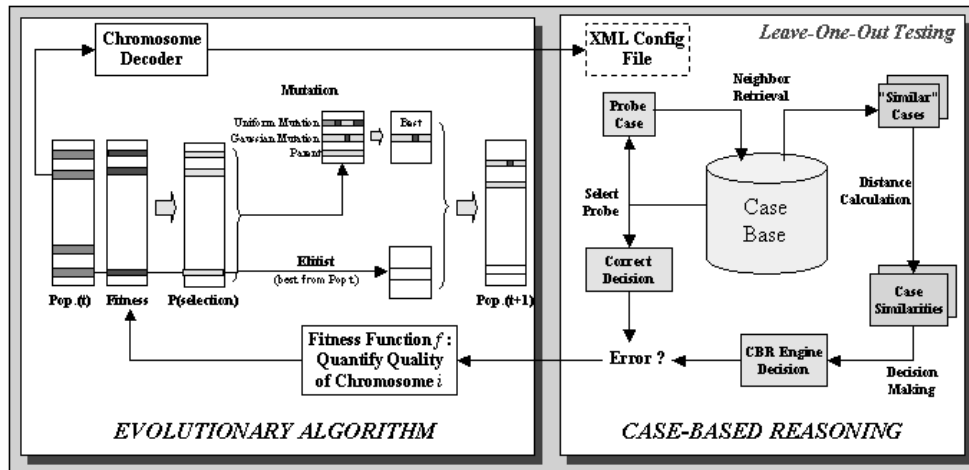 Chromosome
Decoder
XML Config
File
Leave-One-Out Testing
Mutation
Uniform Mutation
Gaussian Mutation
Parent
Best
Neighbor
Retrieval
Probe
Case
"Similar"
Cases
Select
Probe
Case
Base
Distance
Calculation
Correct
Decision
Elitist
(best from Pop t.)
Pop.(t)
Fitness
P(selection)
Pop.(t+1)
Case
Similarities
Fitness Function f :
Quantify Quality
of Chromosome i
Error ?
CBR Engine
Decision
Decision
Making
EVOLUTIONARY ALGORITHM
CASE-BASED REASONING